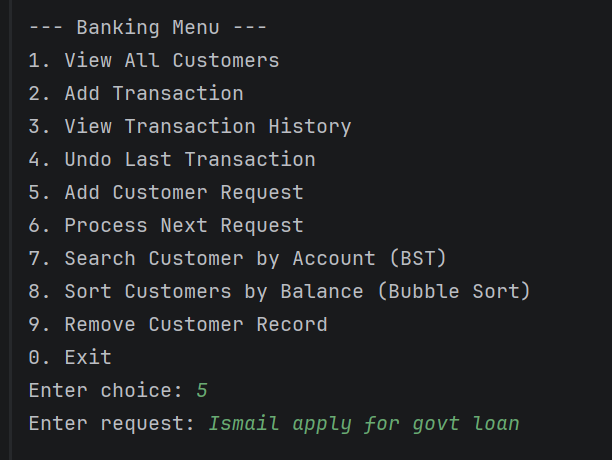 --- Banking Menu ---
1. View All Customers
2. Add Transaction
3. View Transaction History
4. Undo Last Transaction
5. Add Customer Request
6. Process Next Request
7. Search Customer by Account (BST)
8. Sort Customers by Balance (Bubble Sort)
9. Remove Customer Record
0. Exit
Enter choice: 5
Enter request: Ismail apply for govt loan